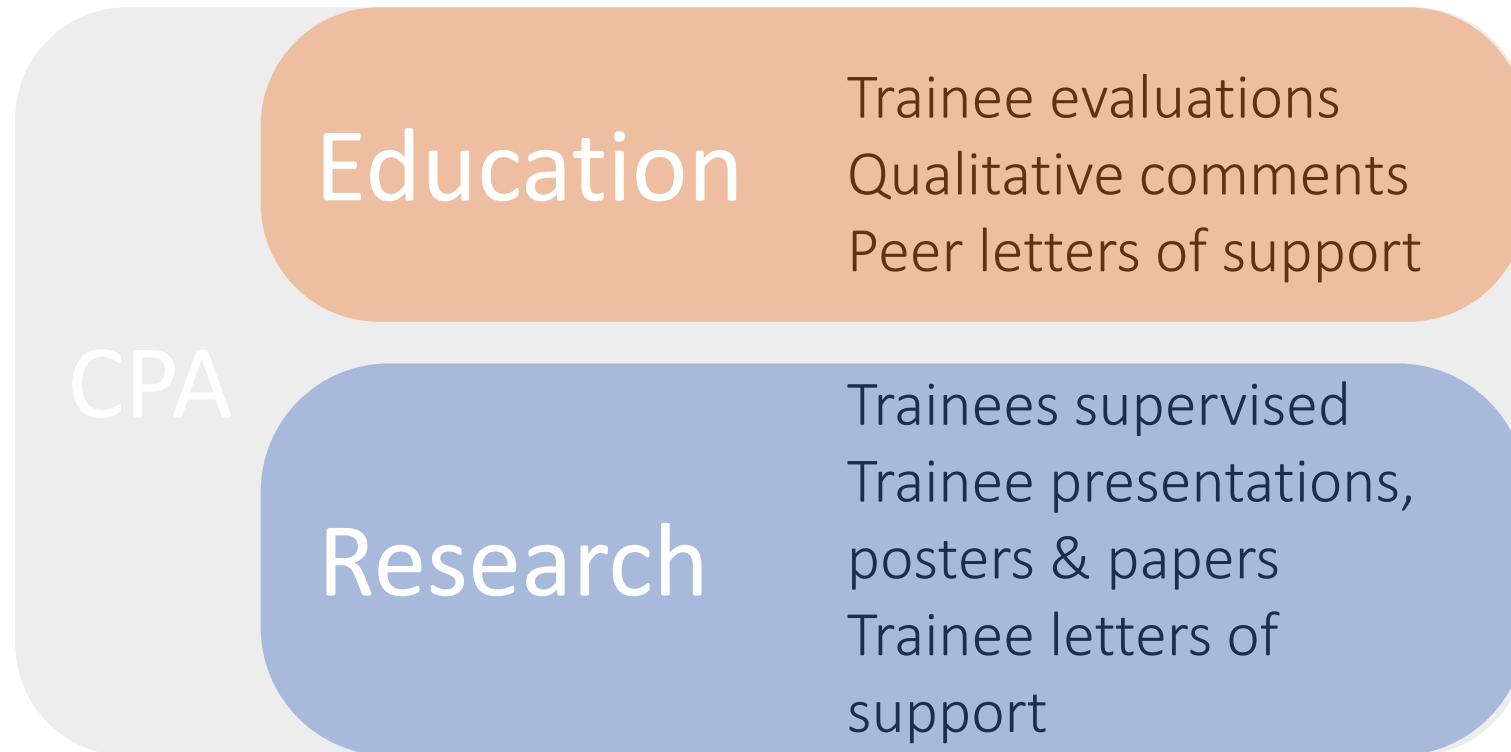 CPA
Education
Trainee evaluations
Qualitative comments
Peer letters of support
Research
Trainees supervised
Trainee presentations,
posters & papers
Trainee letters of
support